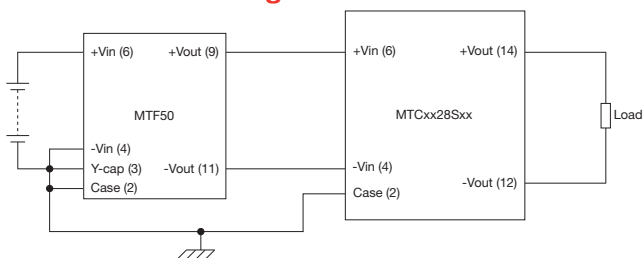 +Vin (6) +Vout (9)
MTF50
-Vin (4)
Y-cap (3) -Vout (11)
Case (2)
+Vin (6) +Vout (14)
MTCxx28Sxx
-Vin (4)
-Vout (12)
Case (2)
Load